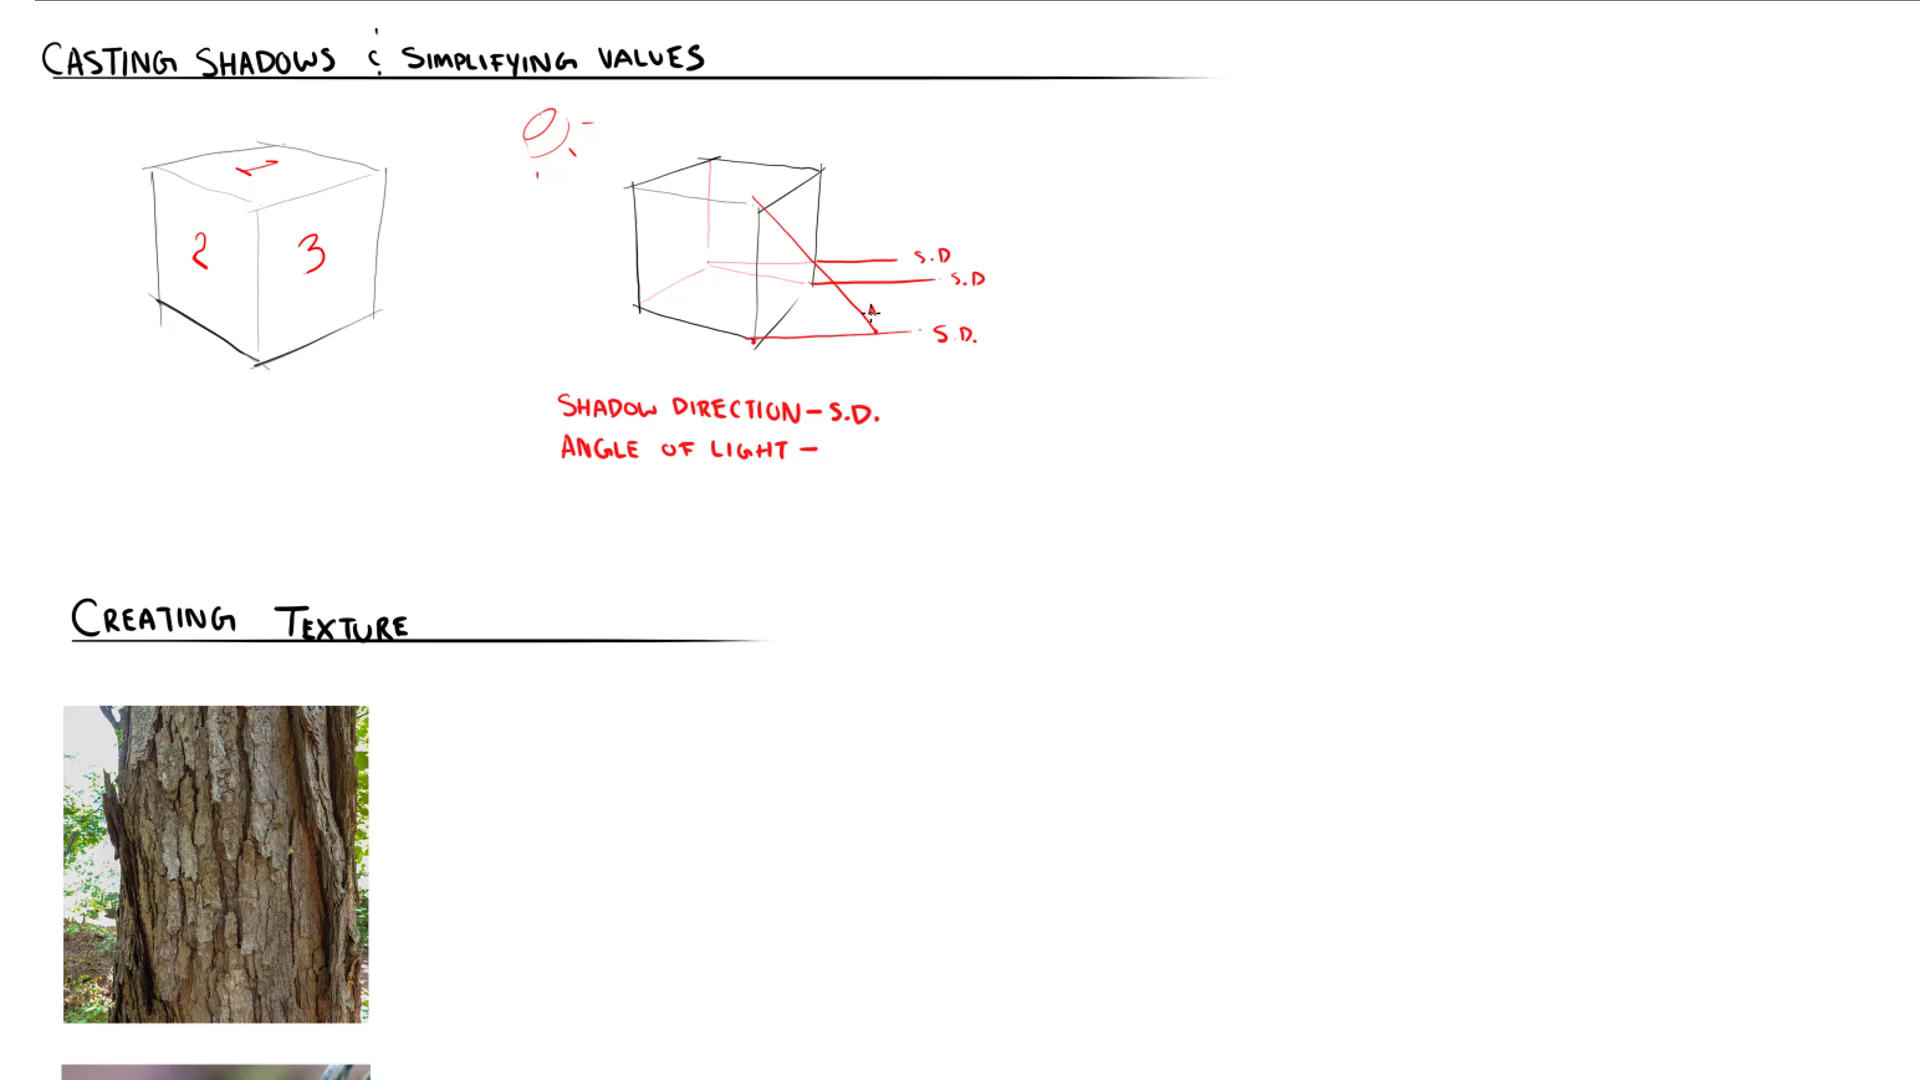 CASTING SHADOWS & SIMPLIFYING VALUES
1
2
3
S.D
S.D
S.D.
SHADOW DIRECTION - S.D.
ANGLE OF LIGHT -
CREATING TEXTURE